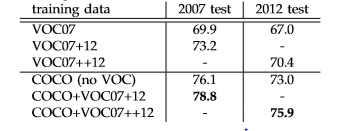 training data 2007 test 2012 test
VOC07 69.9 67.0
VOC07+12 73.2 -
VOC07++12 - 70.4
COCO (no VOC) 76.1 73.0
COCO+VOC07+12 78.8 -
COCO+VOC07++12 - 75.9